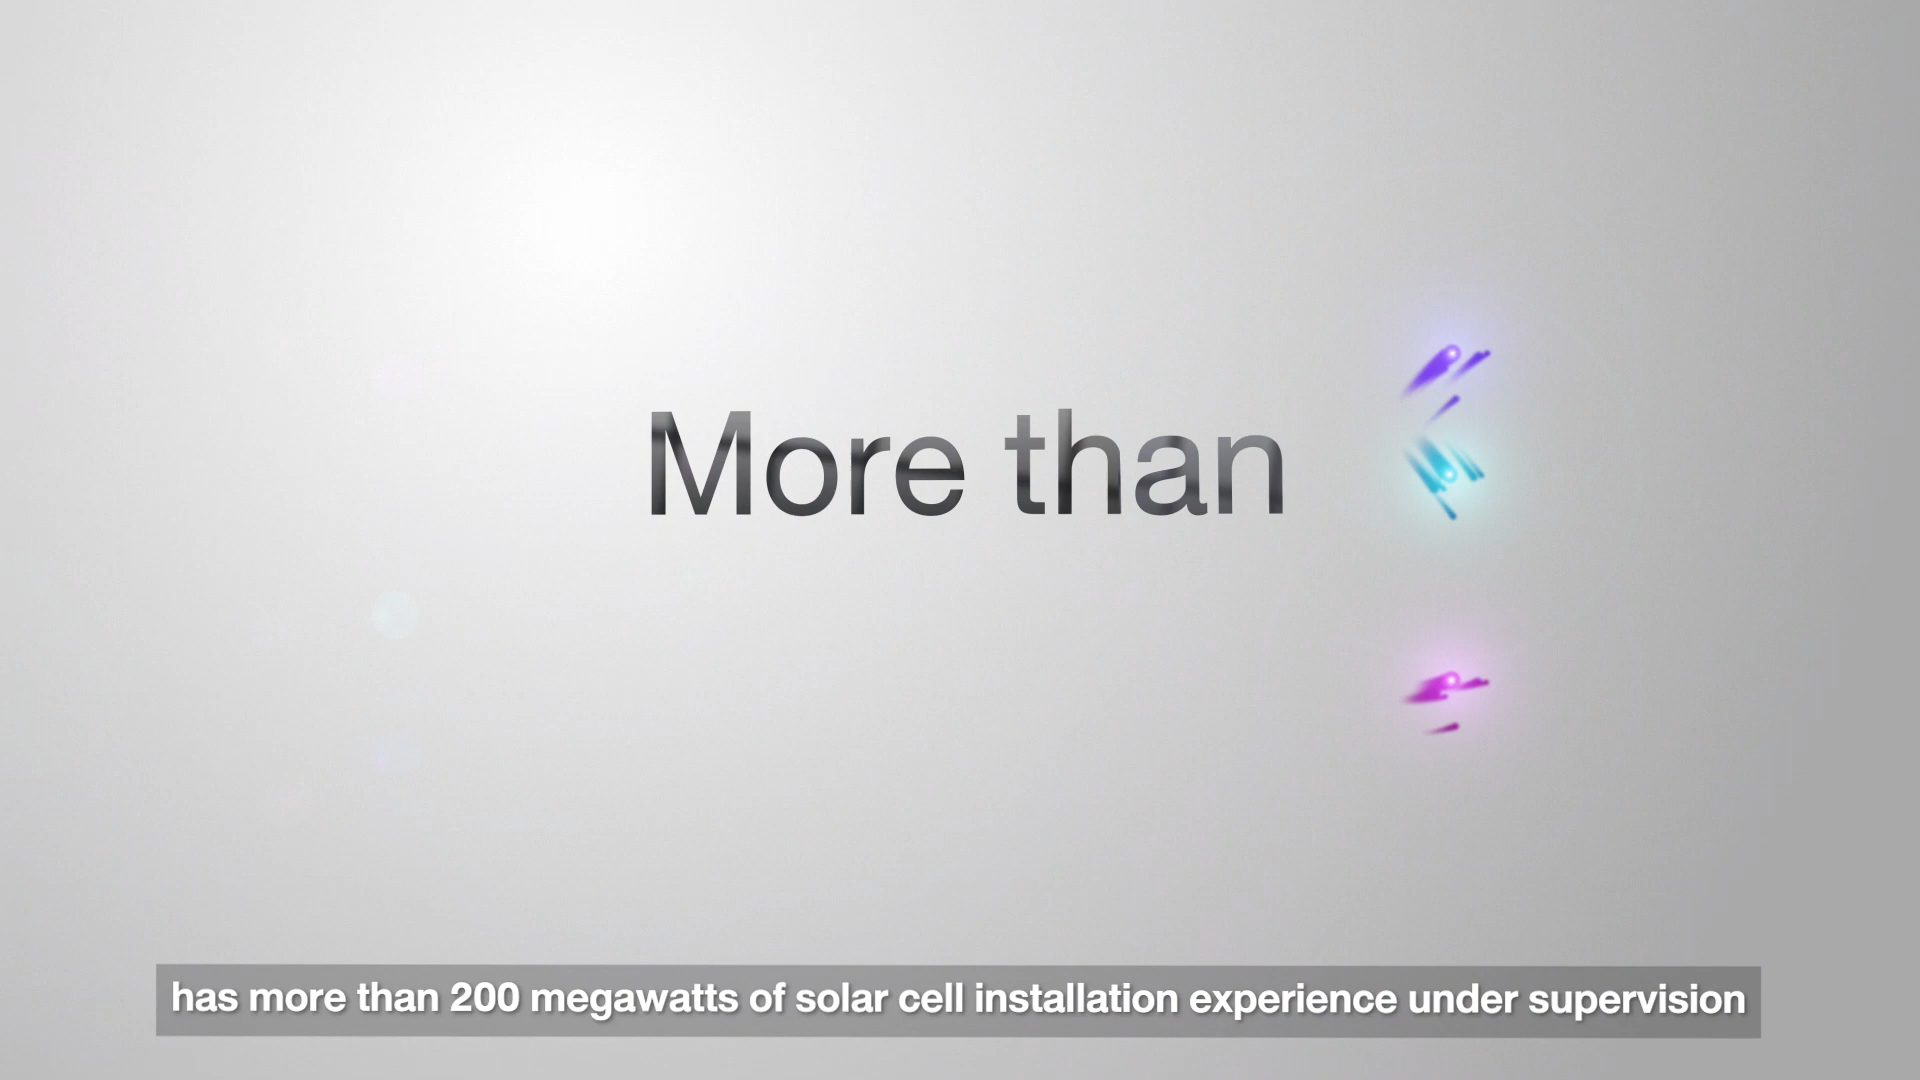 More than
has more than 200 megawatts of solar cell installation experience under supervision